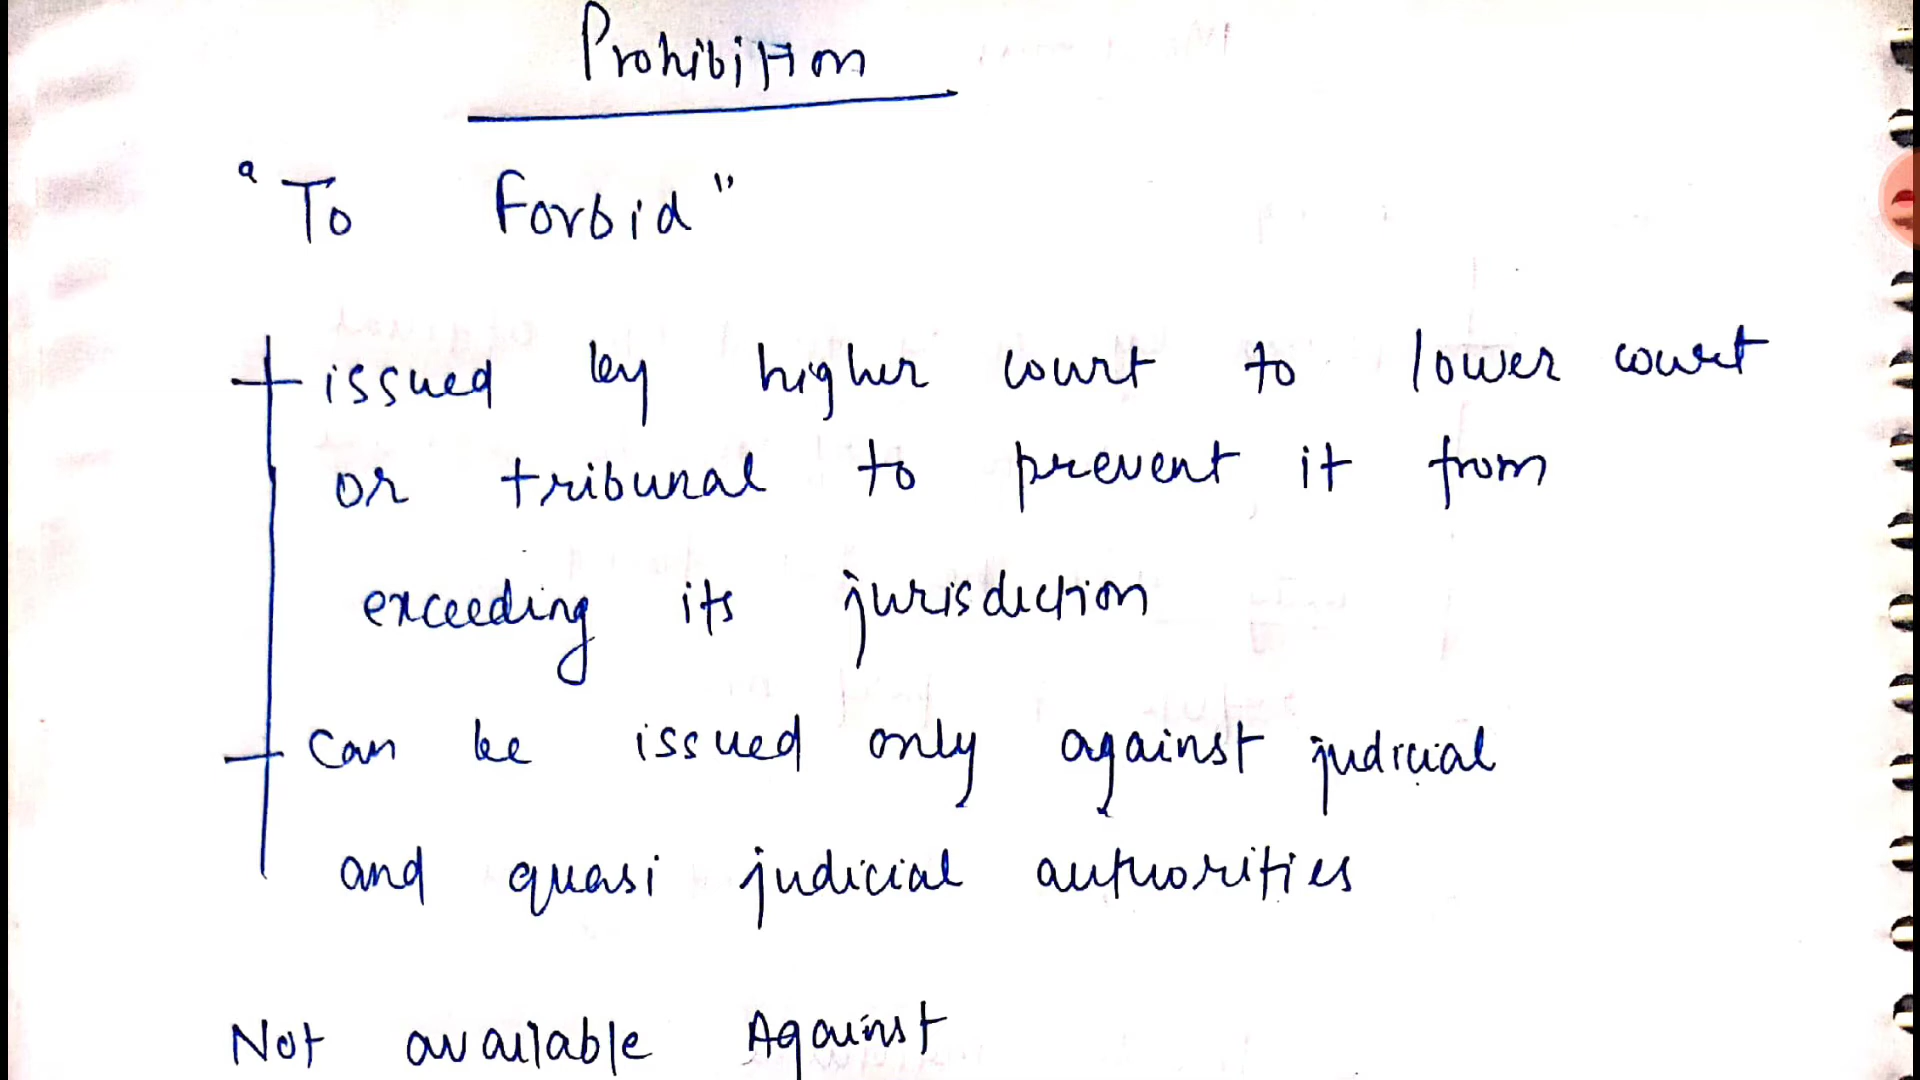 Prohibition
"To Forbid"
issued by higher court to lower court
or tribunal to prevent it from
exceeding its jurisdiction
can be issued only against judicial
and quasi judicial authorities
Not available Against